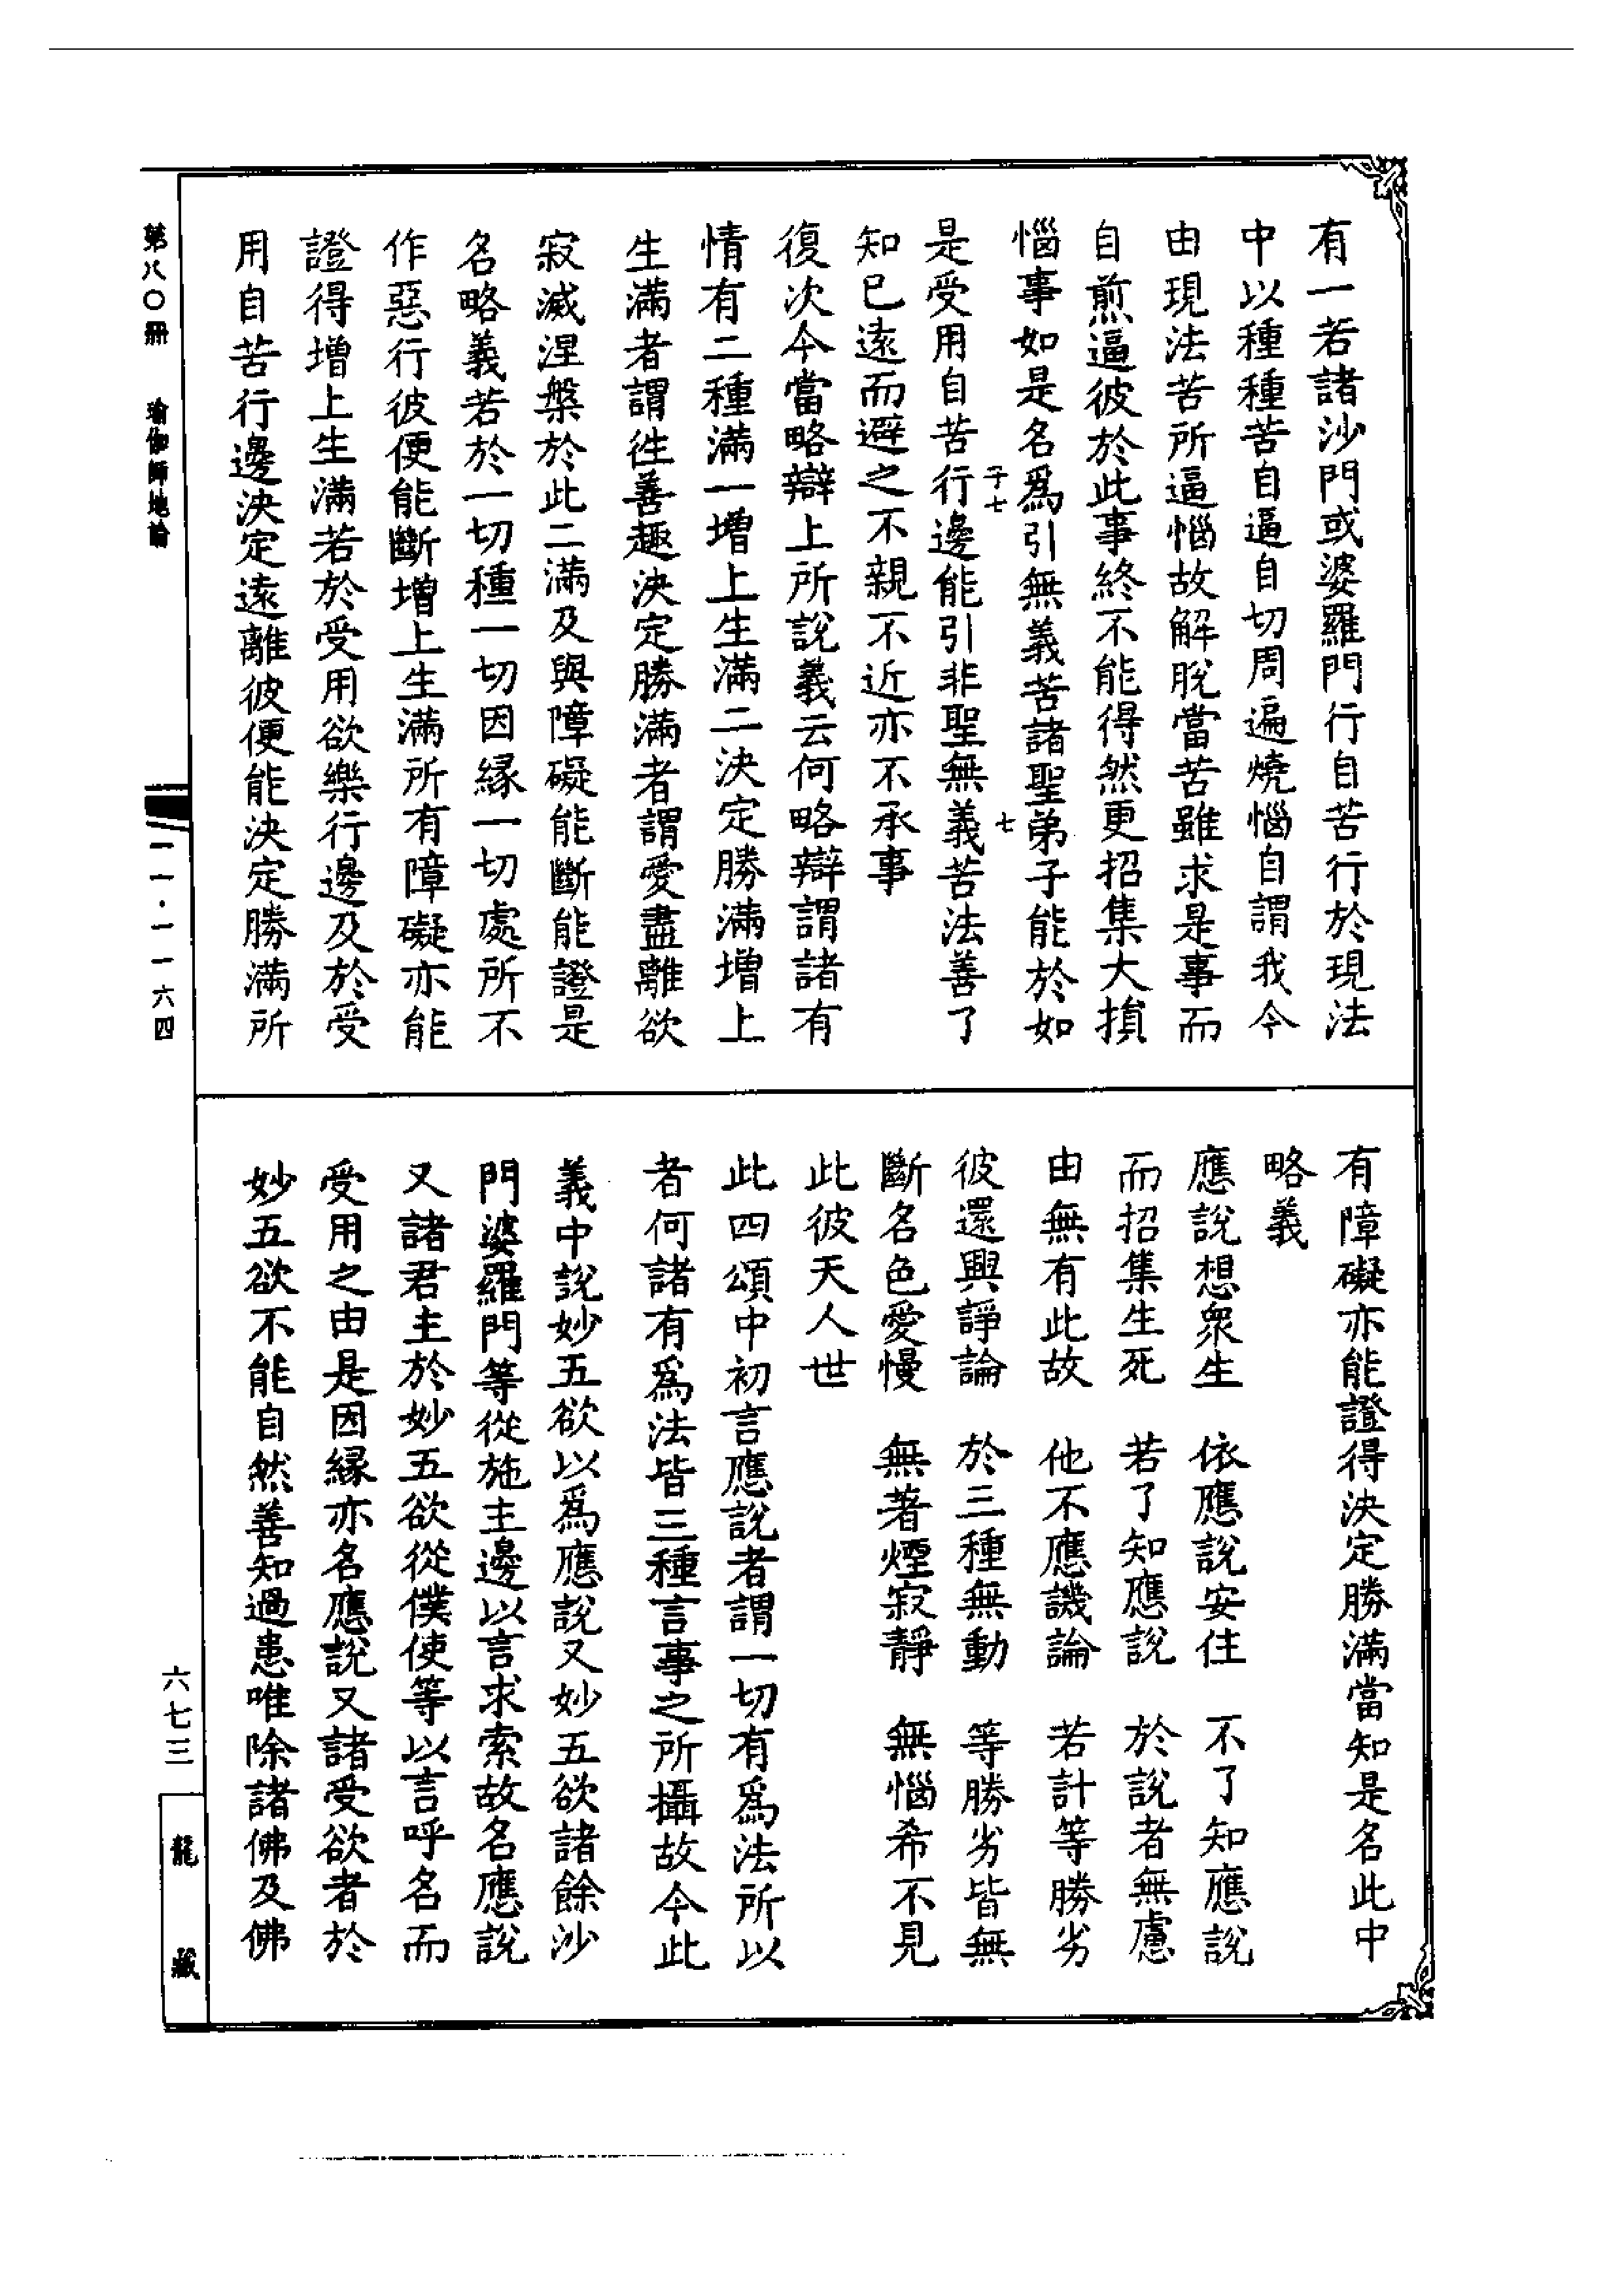 有一若諸沙門或婆羅門行自苦行於現法
中以種種苦自逼自切周遍燒惱自謂我今
由現法苦所逼惱故解脫當苦雖求是事而
自煎逼彼於此事終不能得然更招集大損
惱事如是名爲引無義苦諸聖弟子能於如
子七
七
是受用自苦行邊能引非聖無義苦法善了
知已遠而避之不親不近亦不承事
復次今當略辯上所說義云何略辯謂諸有
情有二種滿一增上生滿二決定勝滿增上
生滿者謂往善趣決定勝滿者謂愛盡離欲
寂滅涅槃於此二滿及與障礙能斷能證是
名略義若於一切種一切因緣一切處所不
作惡行彼便能斷增上生滿所有障礙亦能
證得增上生滿若於受用欲樂行邊及於受
用自苦行邊決定遠離彼便能決定勝滿所
有障礙亦能證得決定勝滿當知是名此中
略義
應說想衆生 依應說安住 不了知應說
而招集生死 若了知應說 於說者無慮
由無有此故 他不應譏論 若計等勝劣
彼還興諍論 於三種無動 等勝劣皆無
斷名色愛慢 無著煙寂靜 無惱希不見
此彼天人世
此四頌中初言應說者謂一切有爲法所以
者何諸有爲法皆三種言事之所攝故今此
義中說妙五欲以爲應說又妙五欲諸餘沙
門婆羅門等從施主邊以言求索故名應說
又諸君主於妙五欲從僕使等以言呼名而
受用之由是因緣亦名應說又諸受欲者於
妙五欲不能自然善知過患唯除諸佛及佛
第八〇冊 瑜伽師地論
一一·一一六四
六七三
龍藏